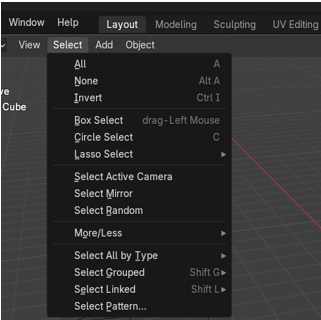 Window Help Layout Modeling Sculpting UV Editing
View Select Add Object
All A
None Alt A
Invert Ctrl I
Cube
Box Select drag-Left Mouse
Circle Select C
Lasso Select
Select Active Camera
Select Mirror
Select Random
More/Less
Select All by Type
Select Grouped Shift G
Select Linked Shift L
Select Pattern...